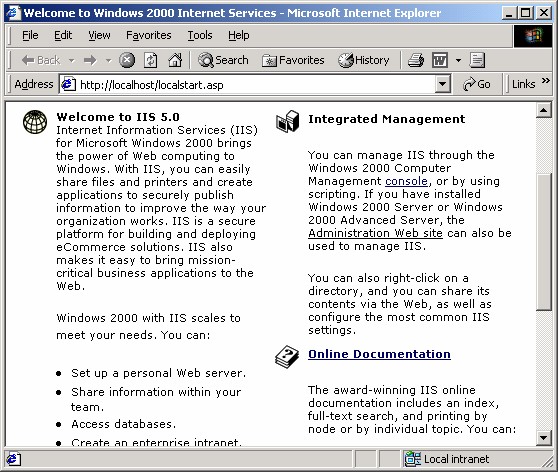 Welcome to Windows 2000 Internet Services - Microsoft Internet Explorer
File Edit View Favorites Tools Help
Back Search Favorites History
Address http://localhost/localstart.asp Go Links »
Welcome to IIS 5.0
Internet Information Services (IIS)
for Microsoft Windows 2000 brings
the power of Web computing to
Windows. With IIS, you can easily
share files and printers and create
applications to securely publish
information to improve the way your
organization works. IIS is a secure
platform for building and deploying
eCommerce solutions. IIS also
makes it easy to bring mission-
critical business applications to the
Web.
Windows 2000 with IIS scales to
meet your needs. You can:
• Set up a personal Web server.
• Share information within your
team.
• Access databases.
• Create an enterprise intranet.
Integrated Management
You can manage IIS through the
Windows 2000 Computer
Management console, or by using
scripting. If you have installed
Windows 2000 Server or Windows
2000 Advanced Server, the
Administration Web site can also be
used to manage IIS.
You can also right-click on a
directory, and you can share its
contents via the Web, as well as
configure the most common IIS
settings.
Online Documentation
The award-winning IIS online
documentation includes an index,
full-text search, and printing by
node or by individual topic. You can:
Local intranet